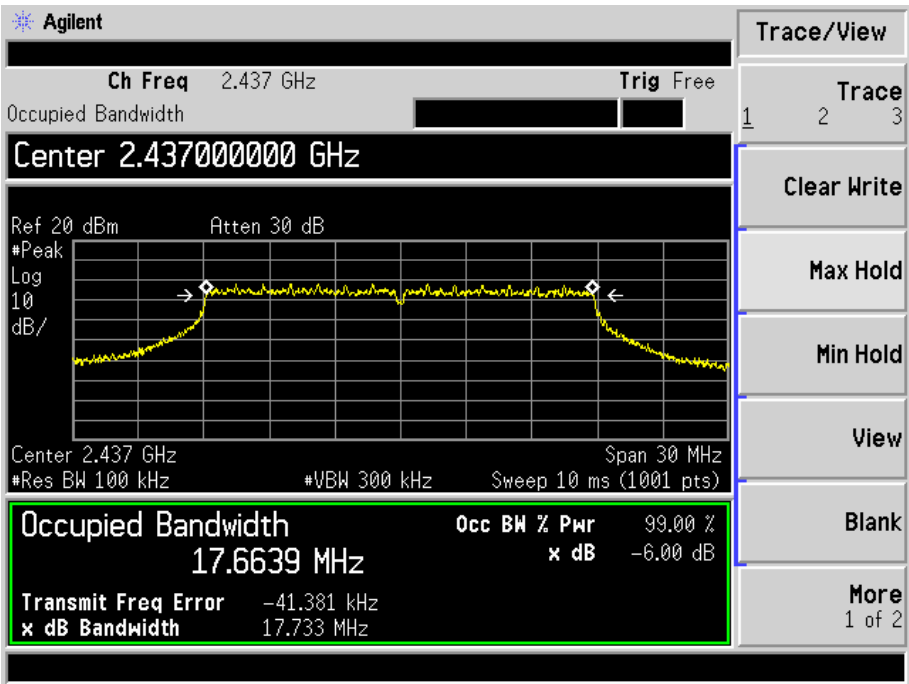 Agilent
Trace/View
Ch Freq 2.437 GHz Trig Free
Occupied Bandwidth
Center 2.437000000 GHz
Ref 20 dBm Atten 30 dB
#Peak
Log
10
dB/
Center 2.437 GHz Span 30 MHz
#Res BW 100 kHz #VBW 300 kHz Sweep 10 ms (1001 pts)
Occupied Bandwidth
17.6639 MHz
Occ BW % Pwr 99.00 %
x dB -6.00 dB
Transmit Freq Error -41.381 kHz
x dB Bandwidth 17.733 MHz
Trace
1 2 3
Clear Write
Max Hold
Min Hold
View
Blank
More
1 of 2